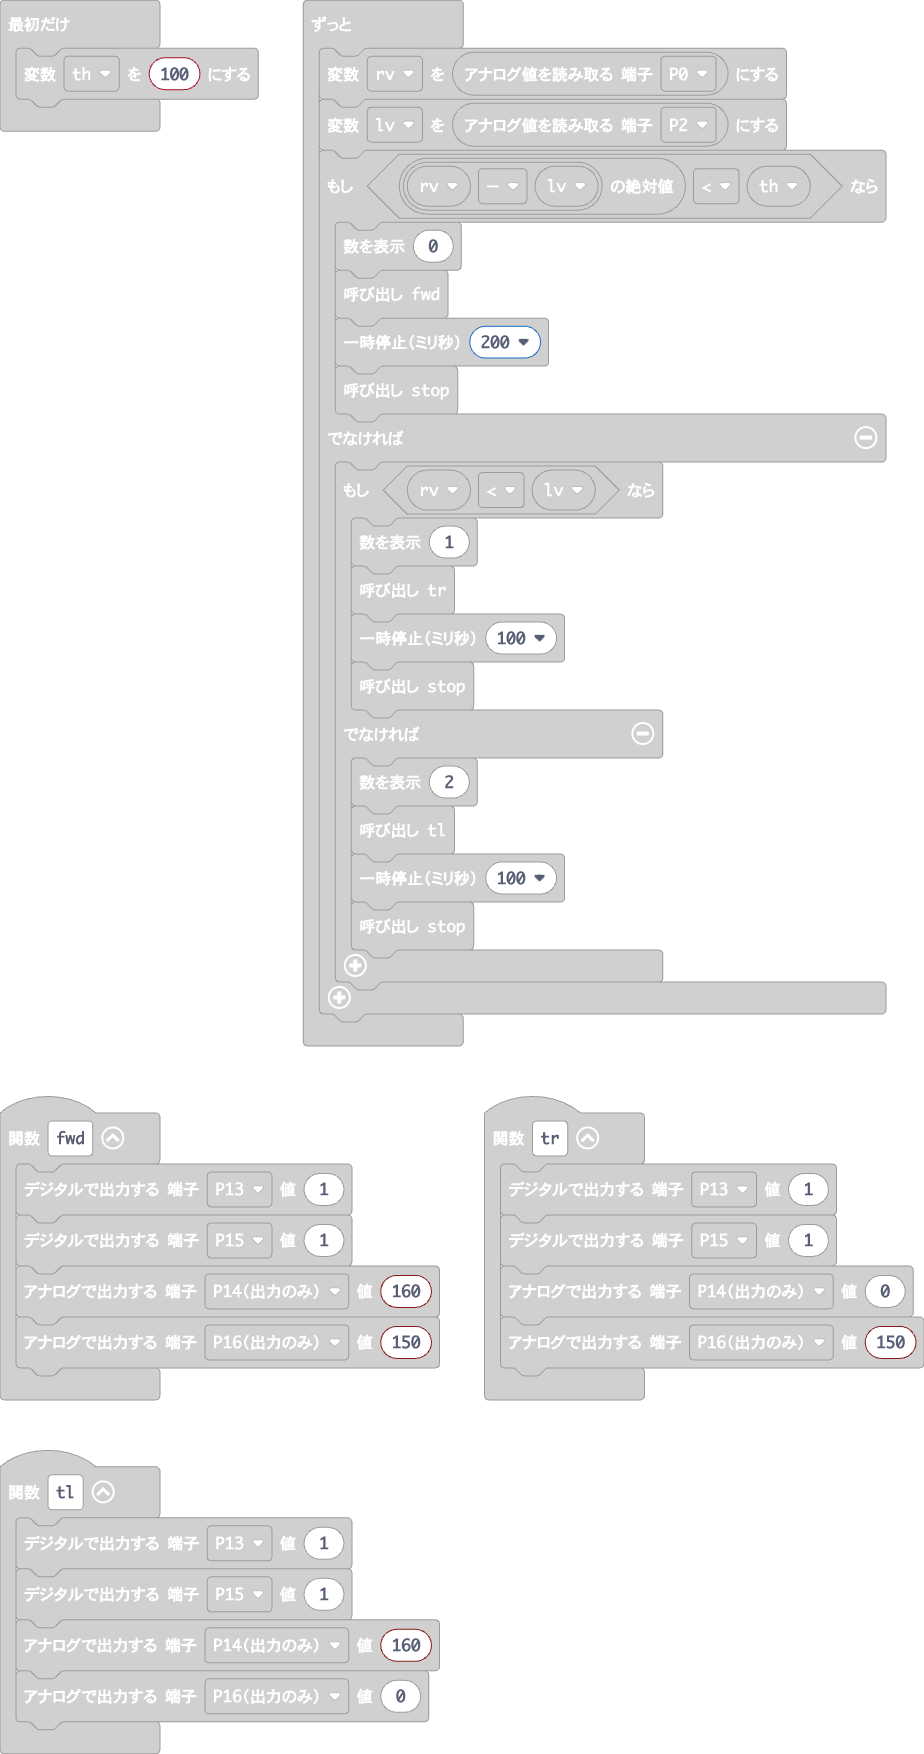 最初だけ
変数 th を 100 にする
ずっと
変数 rv を アナログ値を読み取る 端子 P0 にする
変数 lv を アナログ値を読み取る 端子 P2 にする
もし rv - lv の絶対値 < th なら
数を表示 0
呼び出し fwd
一時停止(ミリ秒) 200
呼び出し stop
でなければ
もし rv < lv なら
数を表示 1
呼び出し tr
一時停止(ミリ秒) 100
呼び出し stop
でなければ
数を表示 2
呼び出し tl
一時停止(ミリ秒) 100
呼び出し stop
関数 fwd
デジタルで出力する 端子 P13 値 1
デジタルで出力する 端子 P15 値 1
アナログで出力する 端子 P14(出力のみ) 値 160
アナログで出力する 端子 P16(出力のみ) 値 150
関数 tr
デジタルで出力する 端子 P13 値 1
デジタルで出力する 端子 P15 値 1
アナログで出力する 端子 P14(出力のみ) 値 0
アナログで出力する 端子 P16(出力のみ) 値 150
関数 tl
デジタルで出力する 端子 P13 値 1
デジタルで出力する 端子 P15 値 1
アナログで出力する 端子 P14(出力のみ) 値 160
アナログで出力する 端子 P16(出力のみ) 値 0